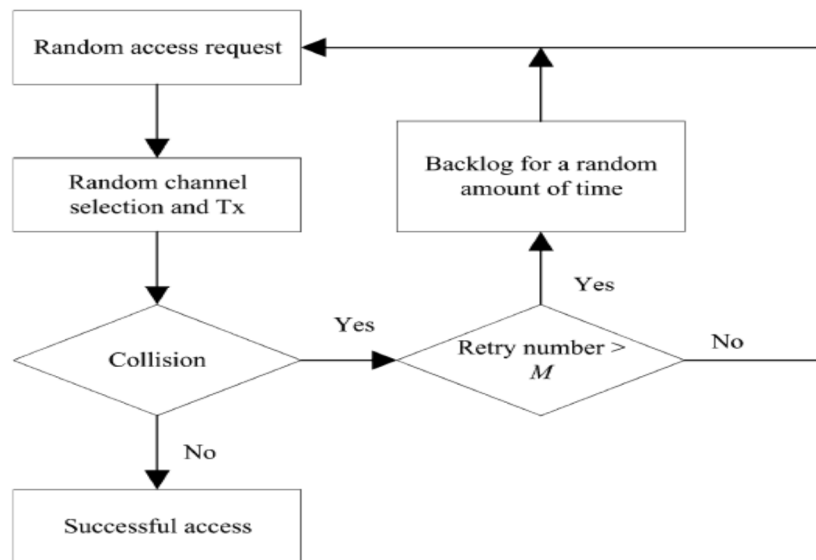 Random access request
Random channel
selection and Tx
Backlog for a random
amount of time
Yes
Collision
Yes
Retry number >
M
No
No
Successful access